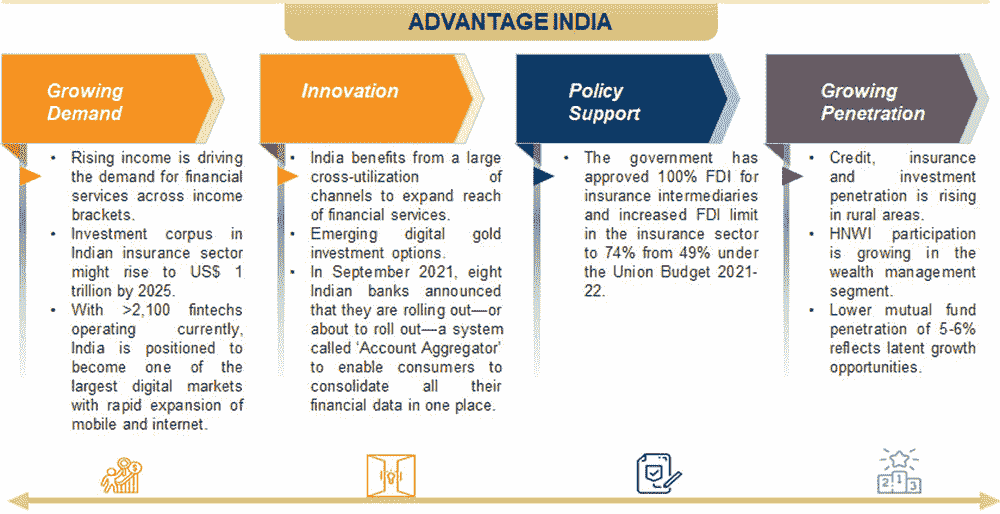 ADVANTAGE INDIA
Growing
Demand
• Rising income is driving
the demand for financial
services across income
brackets.
• Investment corpus in
Indian insurance sector
might rise to US$ 1
trillion by 2025.
• With >2,100 fintechs
operating currently,
India is positioned to
become one of the
largest digital markets
with rapid expansion of
mobile and internet.
Innovation
• India benefits from a large
cross-utilization of
channels to expand reach
of financial services.
• Emerging digital gold
investment options.
• In September 2021, eight
Indian banks announced
that they are rolling out—or
about to roll out—a system
called ‘Account Aggregator’
to enable consumers to
consolidate all their
financial data in one place.
Policy
Support
• The government has
approved 100% FDI for
insurance intermediaries
and increased FDI limit
in the insurance sector
to 74% from 49% under
the Union Budget 2021-
22.
Growing
Penetration
• Credit, insurance
and investment
penetration is rising
in rural areas.
• HNWI participation
is growing in the
wealth management
segment.
• Lower mutual fund
penetration of 5-6%
reflects latent growth
opportunities.
2 1 3